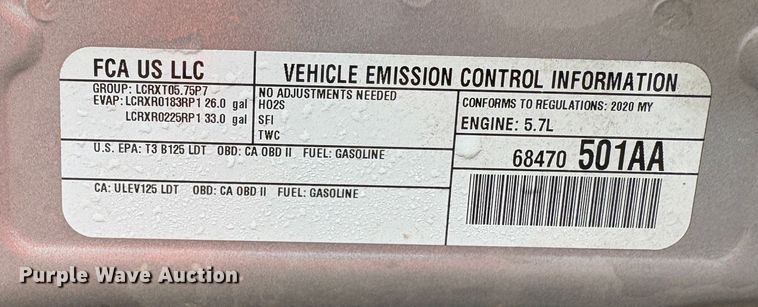 FCA US LLC
VEHICLE EMISSION CONTROL INFORMATION
GROUP: LCRXT05.75P7
EVAP: LCRXR0183RP1 26.0 gal
LCRXR0225RP1 33.0 gal
NO ADJUSTMENTS NEEDED
HO2S
SFI
TWC
CONFORMS TO REGULATIONS: 2020 MY
ENGINE: 5.7L
U.S. EPA: T3 B125 LDT OBD: CA OBD II FUEL: GASOLINE
CA: ULEV125 LDT OBD: CA OBD II FUEL: GASOLINE
68470 501AA
Purple Wave Auction